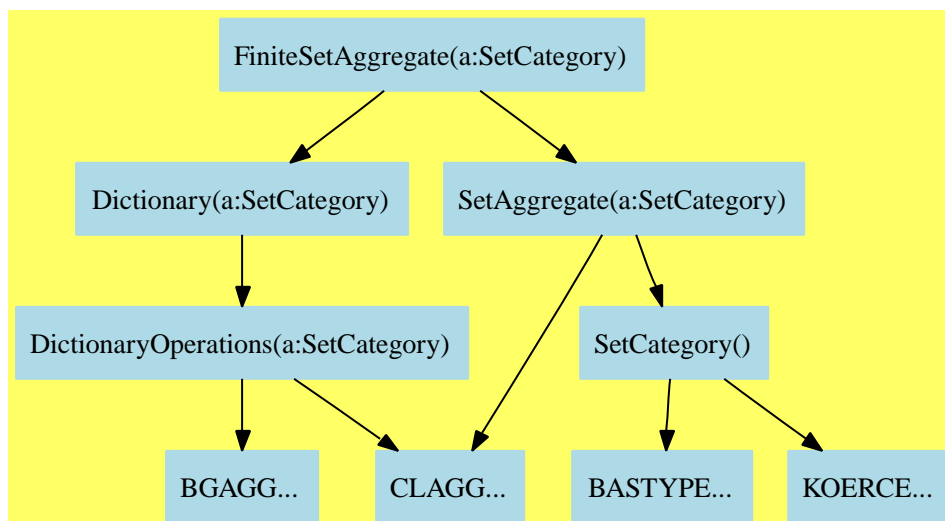 FiniteSetAggregate(a:SetCategory)
Dictionary(a:SetCategory)
SetAggregate(a:SetCategory)
DictionaryOperations(a:SetCategory)
SetCategory()
BGAGG...
CLAGG...
BASTYPE...
KOERCE...